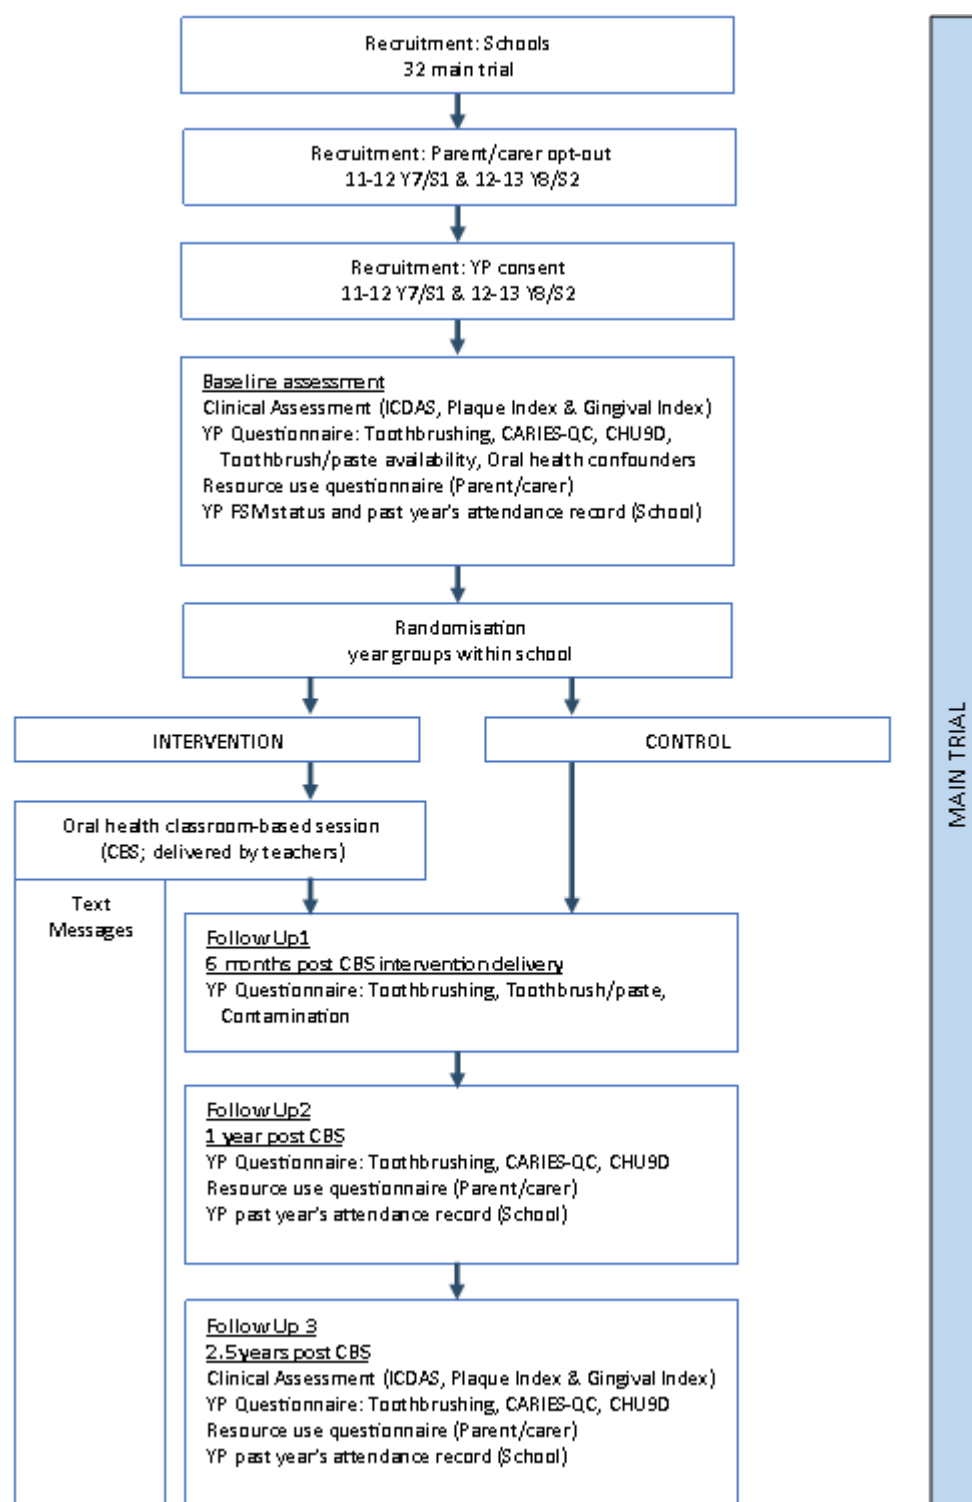 Recruitment: Schools
32 main trial
Recruitment: Parent/carer opt-out
11-12 Y7/S1 & 12-13 Y8/S2
Recruitment: YP consent
11-12 Y7/S1 & 12-13 Y8/S2
Baseline assessment
Clinical Assessment (ICDAS, Plaque Index & Gingival Index)
YP Questionnaire: Toothbrushing, CARIES-QC, CHU9D,
Toothbrush/paste availability, Oral health confounders
Resource use questionnaire (Parent/carer)
YP FSM status and past year's attendance record (School)
Randomisation
year groups within school
INTERVENTION
CONTROL
Oral health classroom-based session
(CBS; delivered by teachers)
Text
Messages
Follow Up1
6 months post CBS intervention delivery
YP Questionnaire: Toothbrushing, Toothbrush/paste,
Contamination
Follow Up2
1 year post CBS
YP Questionnaire: Toothbrushing, CARIES-QC, CHU9D
Resource use questionnaire (Parent/carer)
YP past year's attendance record (School)
Follow Up 3
2.5 years post CBS
Clinical Assessment (ICDAS, Plaque Index & Gingival Index)
YP Questionnaire: Toothbrushing, CARIES-QC, CHU9D
Resource use questionnaire (Parent/carer)
YP past year's attendance record (School)
MAIN TRIAL